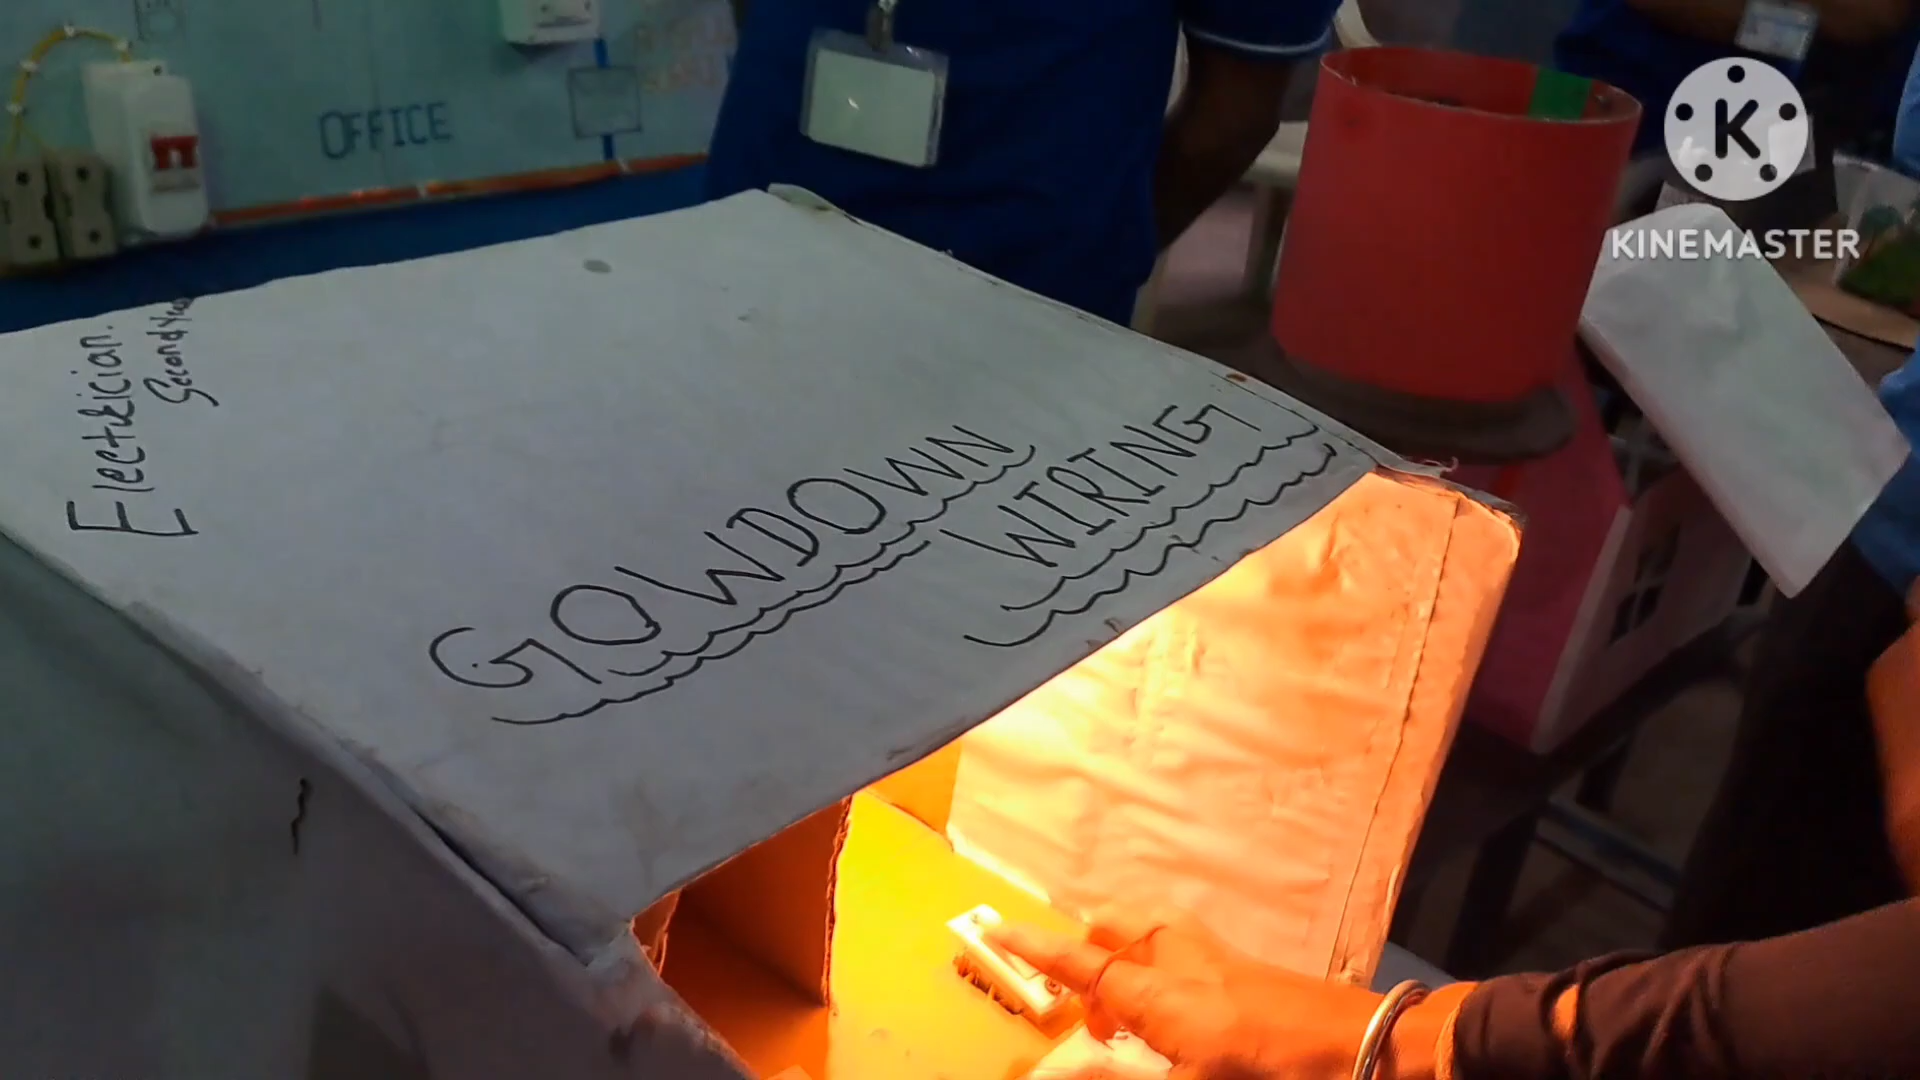 OFFICE
K
KINEMASTER
Electrician.
Second Year
GOWDOWN
WIRING